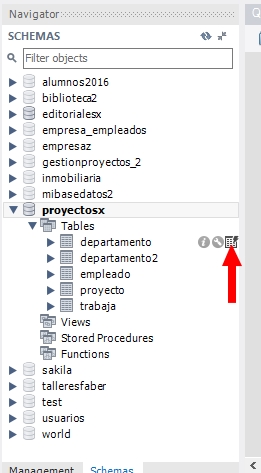 Navigator
SCHEMAS
Filter objects
alumnos2016
biblioteca2
editorialesx
empresa_empleados
empresaz
gestionproyectos_2
inmobiliaria
mibasedatos2
proyectosx
Tables
departamento
departamento2
empleado
proyecto
trabaja
Views
Stored Procedures
Functions
sakila
talleresfaber
test
usuarios
world
Management Schemas